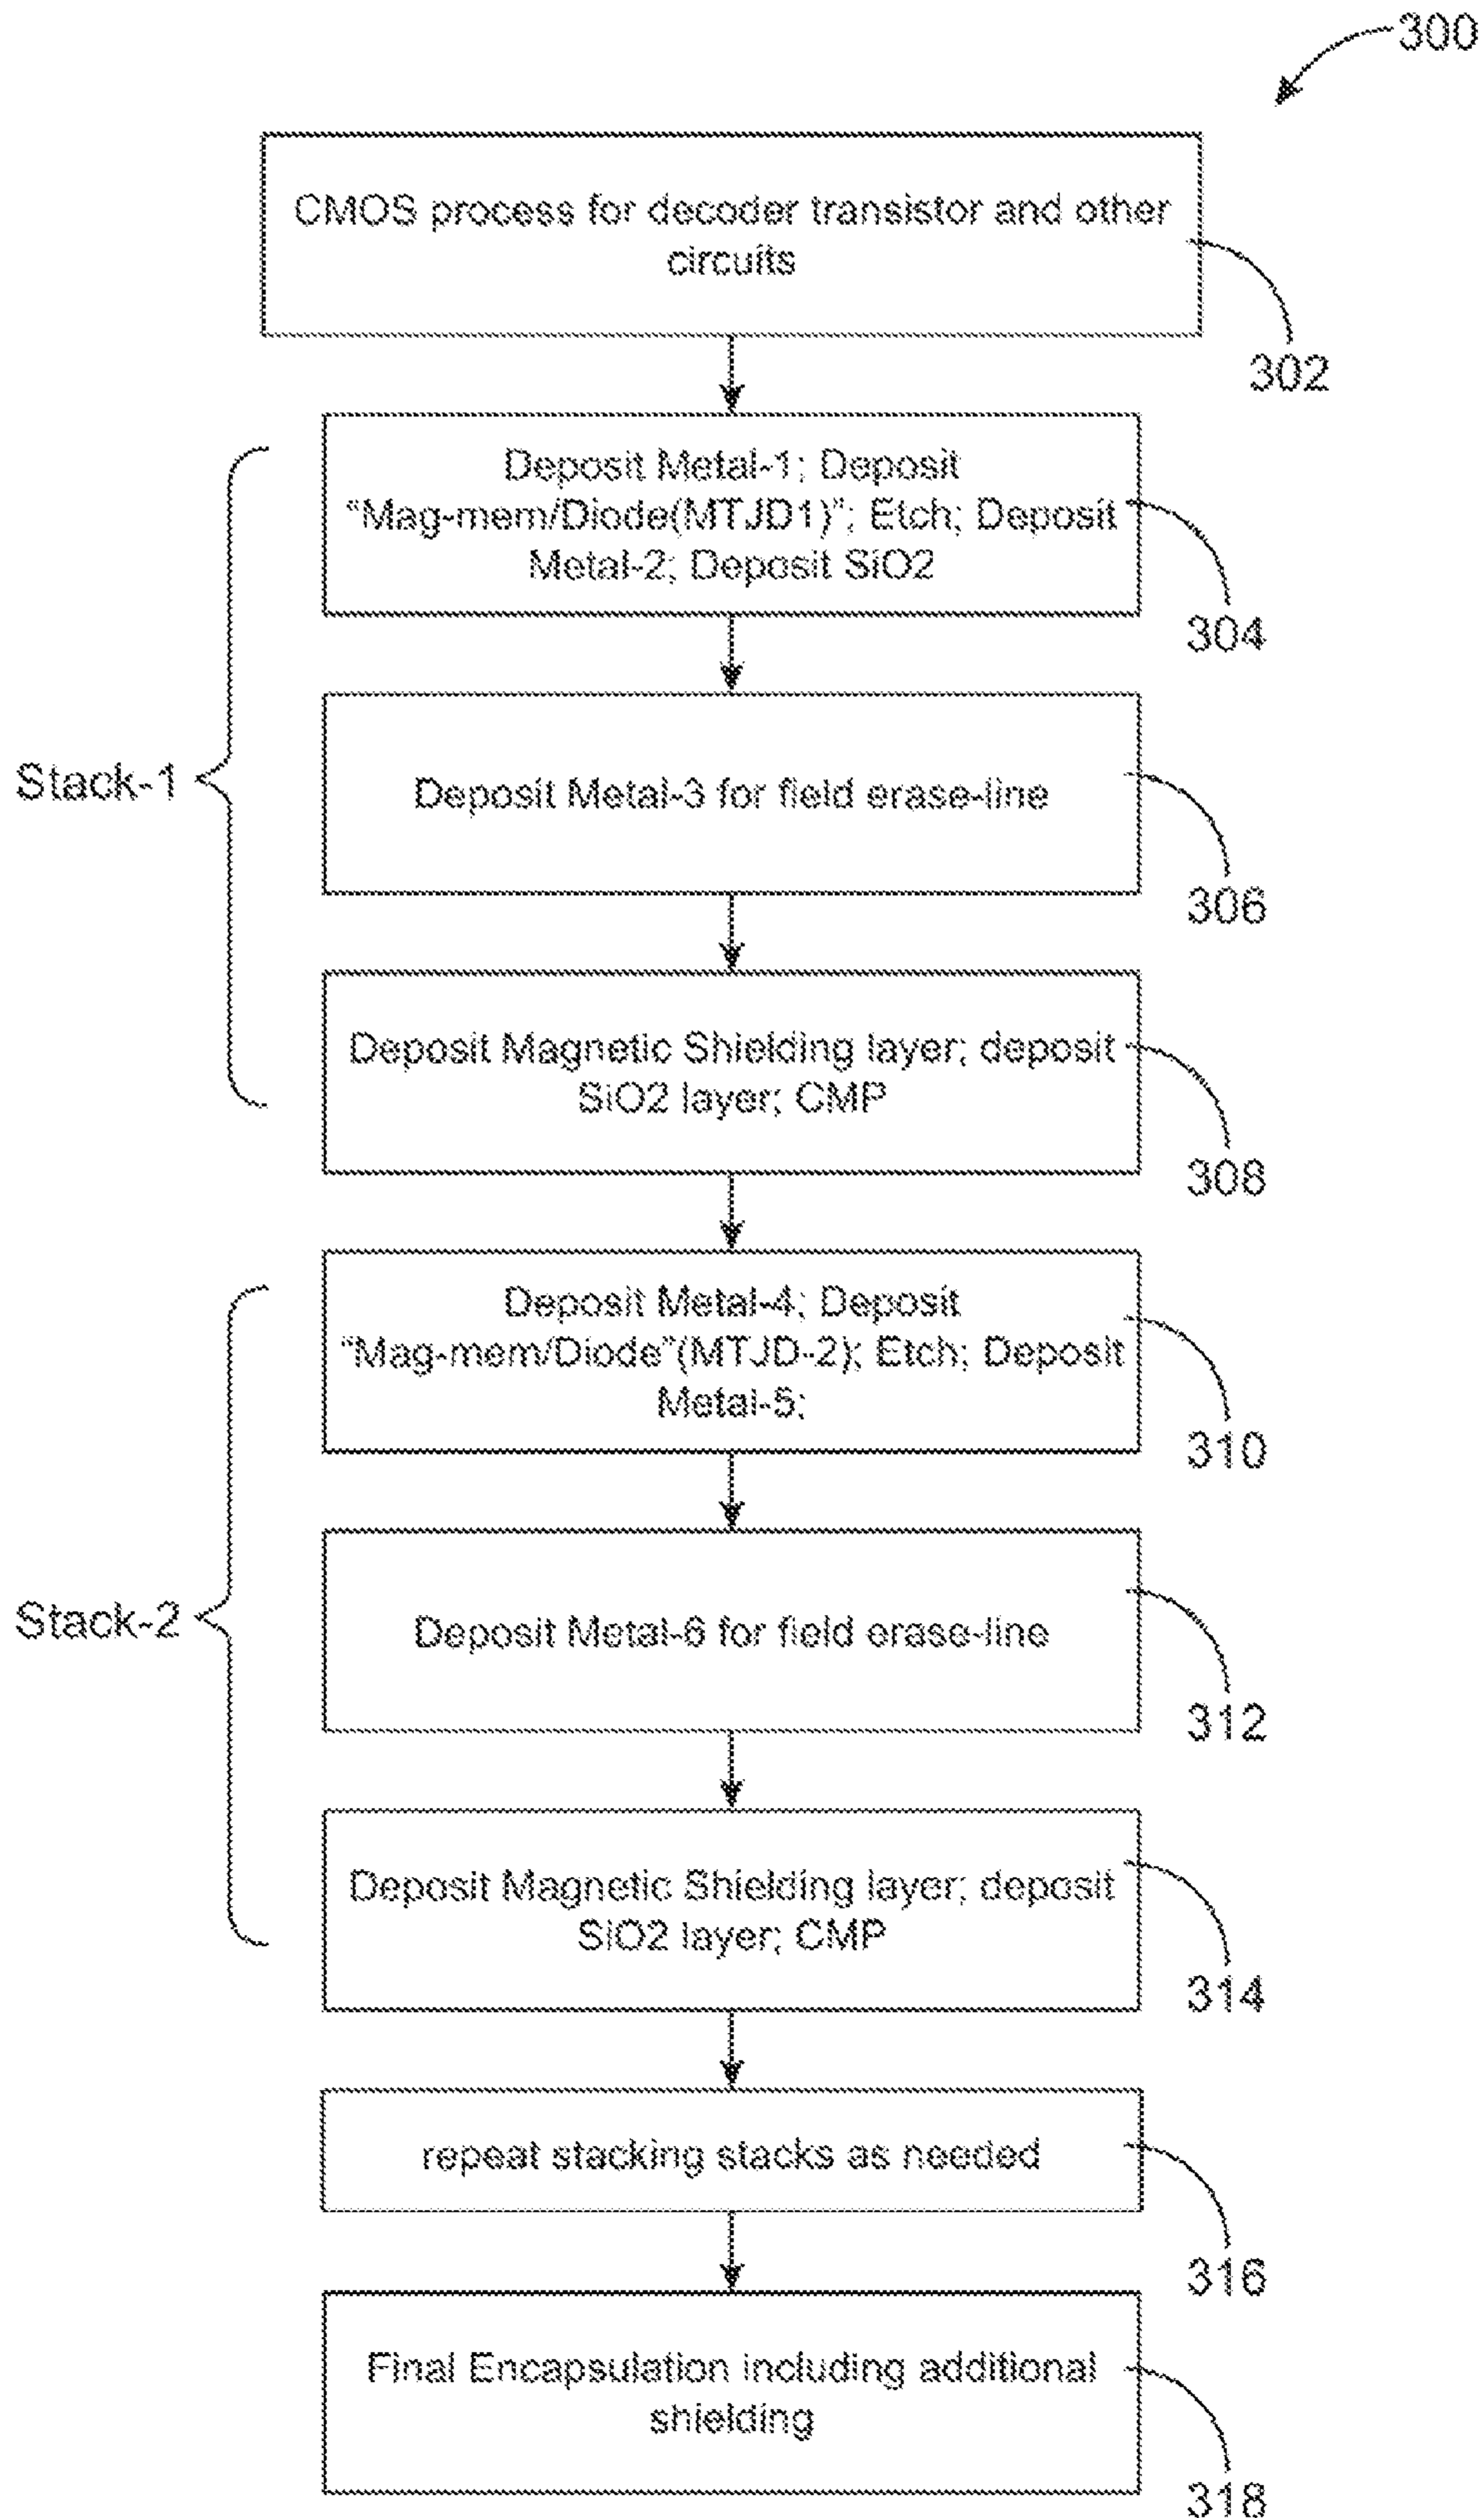 300
CMOS process for decoder transistor and other
circuits
302
Deposit Metal-1; Deposit
“Mag-mem/Diode(MTJD1)”; Etch; Deposit
Metal-2; Deposit SiO2
304
Stack-1
Deposit Metal-3 for field erase-line
306
Deposit Magnetic Shielding layer; deposit
SiO2 layer; CMP
308
Deposit Metal-4; Deposit
“Mag-mem/Diode”(MTJD-2); Etch; Deposit
Metal-5;
310
Stack-2
Deposit Metal-6 for field erase-line
312
Deposit Magnetic Shielding layer; deposit
SiO2 layer; CMP
314
repeat stacking stacks as needed
316
Final Encapsulation including additional
shielding
318